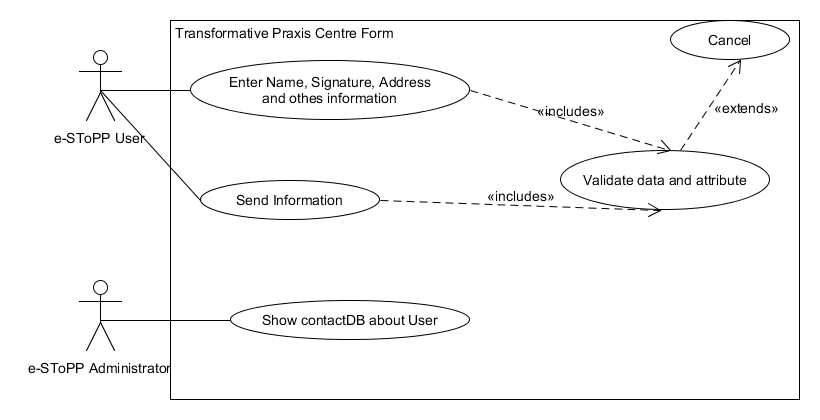 Transformative Praxis Centre Form
Cancel
Enter Name, Signature, Address
and othes information
«includes»
«extends»
e-SToPP User
Validate data and attribute
Send Information
«includes»
Show contactDB about User
e-SToPP Administrator